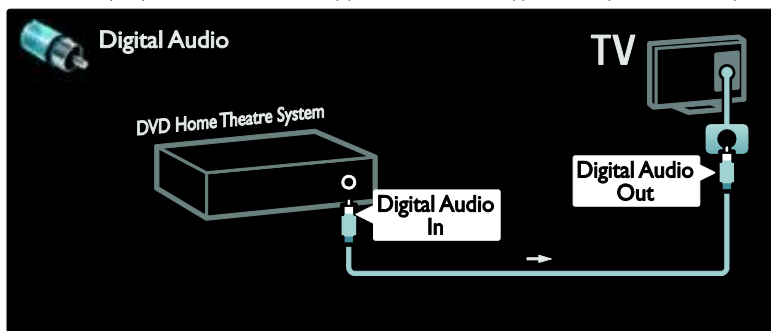 Digital Audio
TV
DVD Home Theatre System
Digital Audio
Out
Digital Audio
In